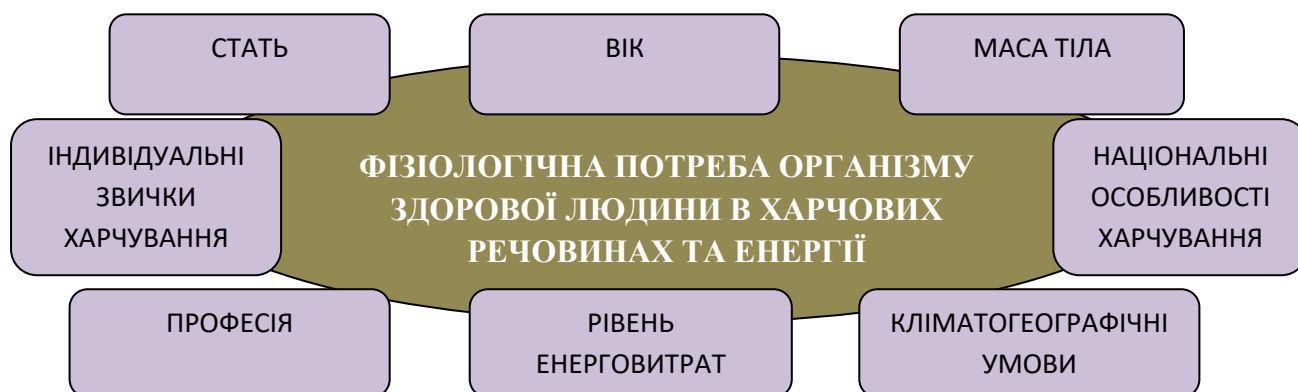 СТАТЬ
ВІК
МАСА ТІЛА
ІНДИВІДУАЛЬНІ
ЗВИЧКИ
ХАРЧУВАННЯ
ФІЗІОЛОГІЧНА ПОТРЕБА ОРГАНІЗМУ
ЗДОРОВОЇ ЛЮДИНИ В ХАРЧОВИХ
РЕЧОВИНАХ ТА ЕНЕРГІЇ
НАЦІОНАЛЬНІ
ОСОБЛИВОСТІ
ХАРЧУВАННЯ
ПРОФЕСІЯ
РІВЕНЬ
ЕНЕРГОВИТРАТ
КЛІМАТОГЕОГРАФІЧНІ
УМОВИ